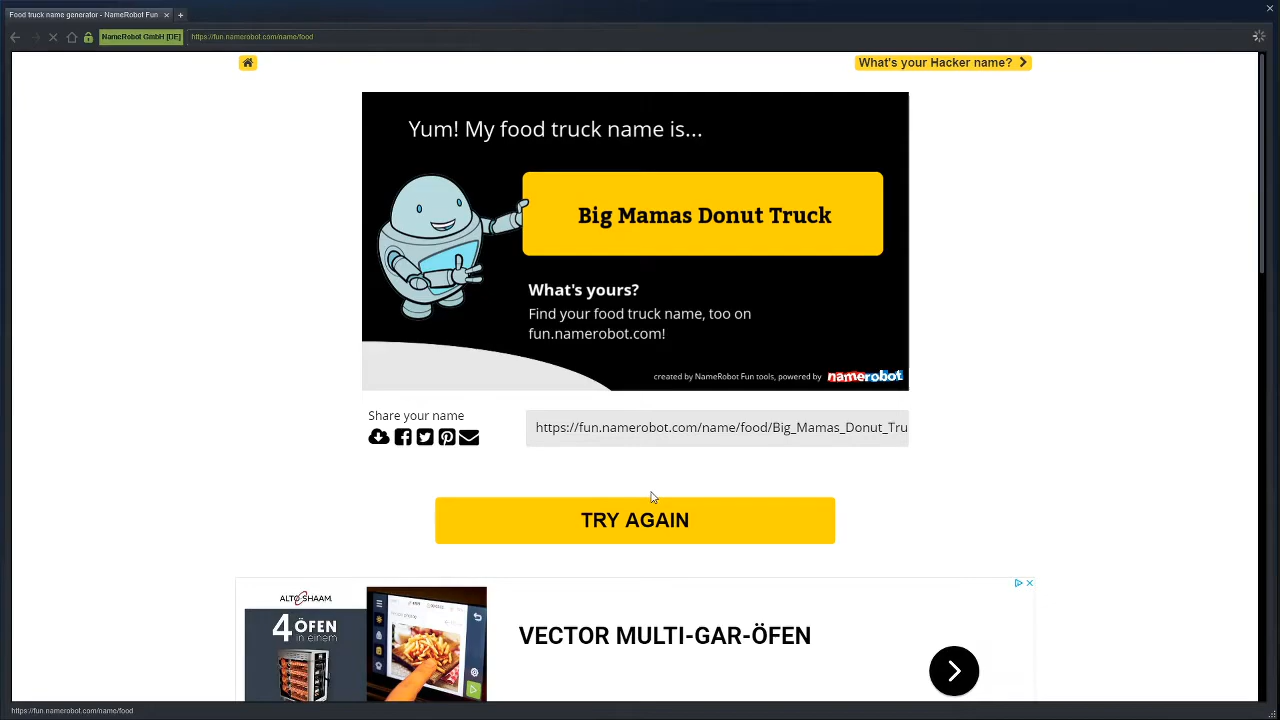 Food truck name generator - NameRobot Fun
NameRobot GmbH [DE]
https://fun.namerobot.com/name/food
What's your Hacker name?
Yum! My food truck name is...
Big Mamas Donut Truck
What's yours?
Find your food truck name, too on
fun.namerobot.com!
created by NameRobot Fun tools, powered by namerobot
Share your name
https://fun.namerobot.com/name/food/Big_Mamas_Donut_Tru
TRY AGAIN
ALTO-SHAAM.
4 ÖFEN
in einem
VECTOR MULTI-GAR-ÖFEN
https://fun.namerobot.com/name/food